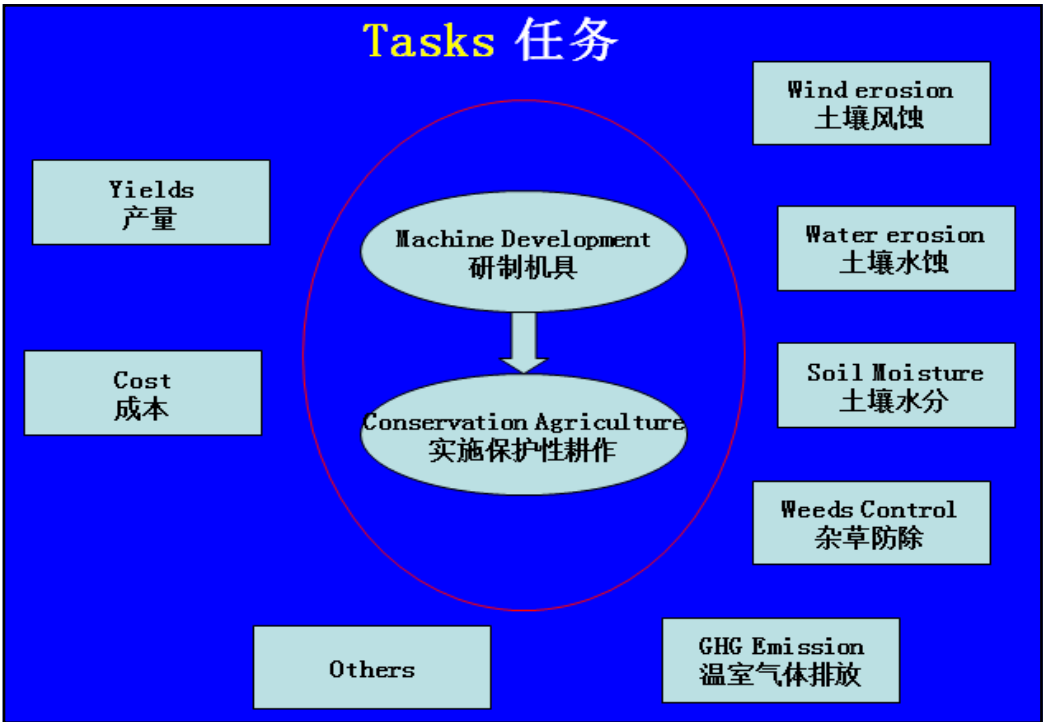 Tasks 任务
Wind erosion
土壤风蚀
Yields
产量
Machine Development
研制机具
Water erosion
土壤水蚀
Cost
成本
Conservation Agriculture
实施保护性耕作
Soil Moisture
土壤水分
Weeds Control
杂草防除
Others
GHG Emission
温室气体排放